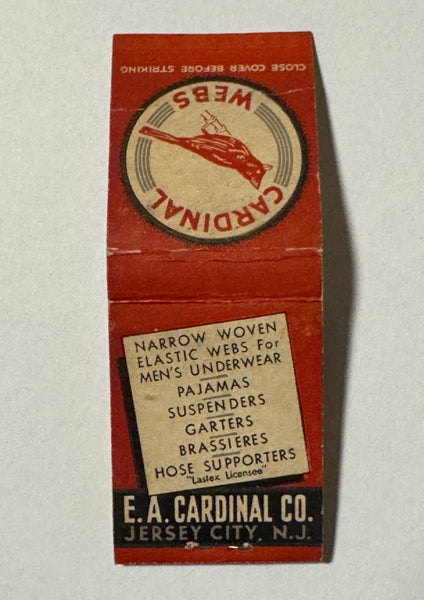 CLOSE COVER BEFORE STRIKING
CARDINAL
WEBS
NARROW WOVEN
ELASTIC WEBS For
MEN'S UNDERWEAR
PAJAMAS
SUSPENDERS
GARTERS
BRASSIERES
HOSE SUPPORTERS
"Lastex Licensee"
E. A. CARDINAL CO.
JERSEY CITY, N.J.